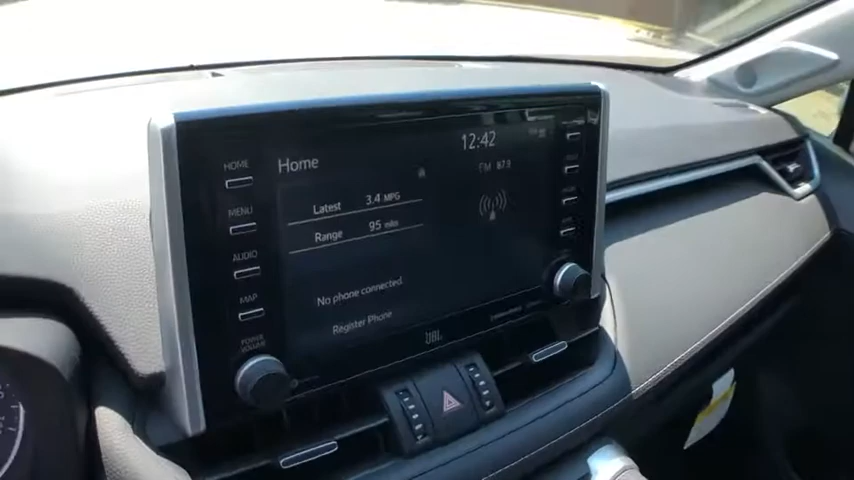 12:42
HOME
Home
FM 87.9
MENU
Latest 3.4 MPG
Range 95 miles
AUDIO
MAP
No phone connected
Register Phone
POWER
VOLUME
JBL